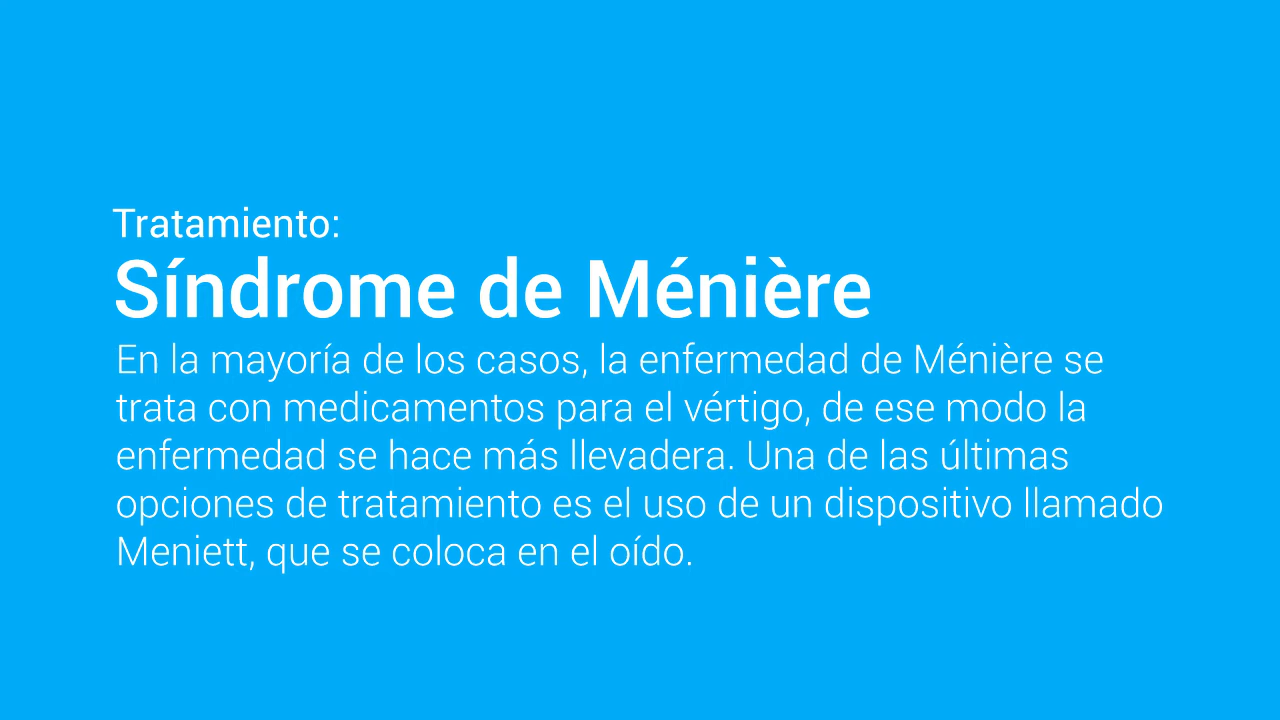 Tratamiento:
Síndrome de Ménière
En la mayoría de los casos, la enfermedad de Ménière se
trata con medicamentos para el vértigo, de ese modo la
enfermedad se hace más llevadera. Una de las últimas
opciones de tratamiento es el uso de un dispositivo llamado
Meniett, que se coloca en el oído.